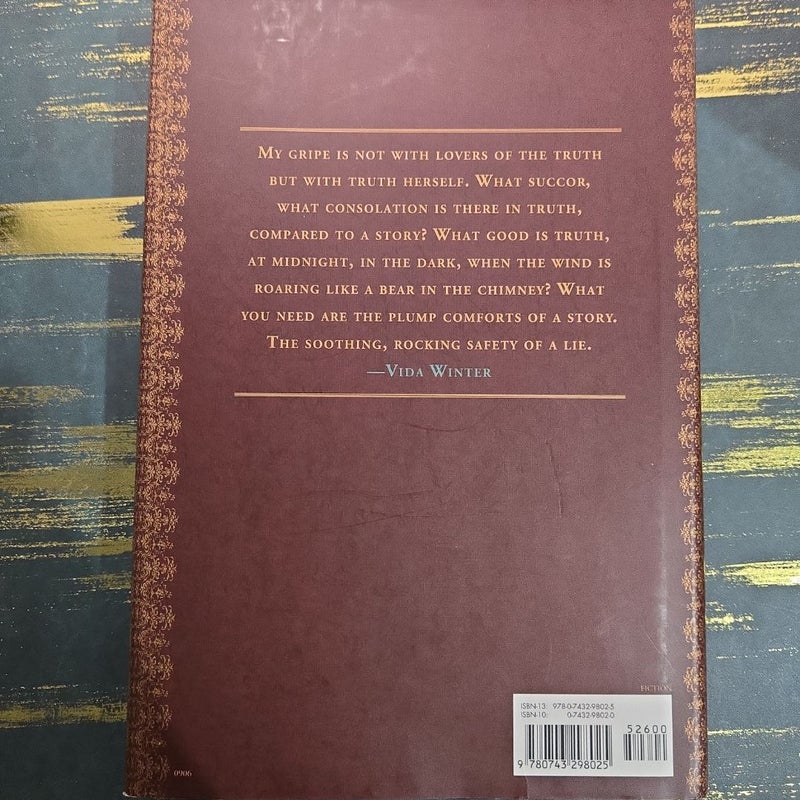 My gripe is not with lovers of the truth
but with truth herself. What succor,
what consolation is there in truth,
compared to a story? What good is truth,
at midnight, in the dark, when the wind is
roaring like a bear in the chimney? What
you need are the plump comforts of a story.
The soothing, rocking safety of a lie.
—Vida Winter
FICTION
ISBN-13: 978-0-7432-9802-5
ISBN-10: 0-7432-9802-0
52600
9 780743 298025
0906